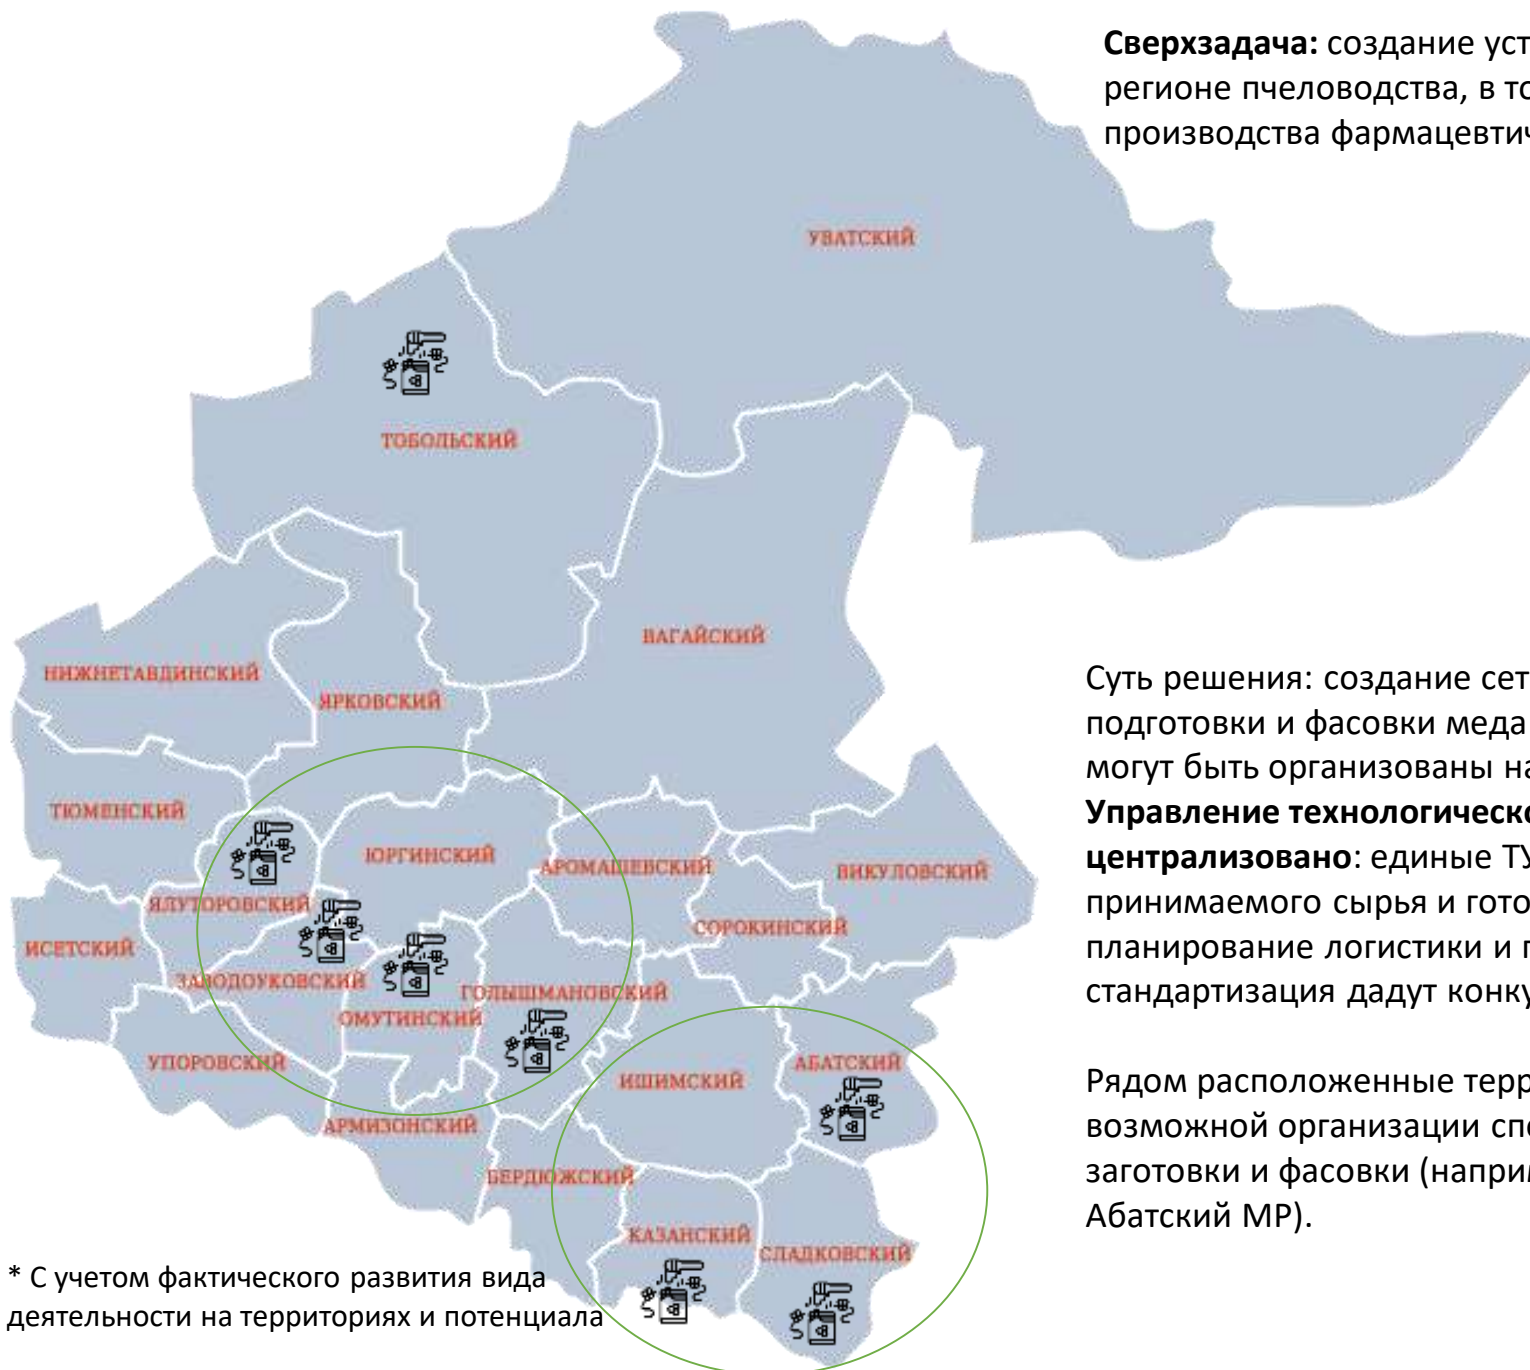 Сверхзадача: создание уст
регионе пчеловодства, в то
производства фармацевтич
УВАТСКИЙ
ТОБОЛЬСКИЙ
ВАГАЙСКИЙ
НИЖНЕТАВДИНСКИЙ
ЯРКОВСКИЙ
ТЮМЕНСКИЙ
ЮРГИНСКИЙ
АРОМАШЕВСКИЙ
ВИКУЛОВСКИЙ
ЯЛУТОРОВСКИЙ
СОРОКИНСКИЙ
ИСЕТСКИЙ
ЗАВОДОУКОВСКИЙ
ГОЛЫШМАНОВСКИЙ
ОМУТИНСКИЙ
УПОРОВСКИЙ
ИШИМСКИЙ
АБАТСКИЙ
АРМИЗОНСКИЙ
БЕРДЮЖСКИЙ
КАЗАНСКИЙ
СЛАДКОВСКИЙ
Суть решения: создание сет
подготовки и фасовки меда
могут быть организованы на
Управление технологическо
централизовано: единые ТУ
принимаемого сырья и гото
планирование логистики и п
стандартизация дадут конку
Рядом расположенные терр
возможной организации спе
заготовки и фасовки (наприм
Абатский МР).
* С учетом фактического развития вида
деятельности на территориях и потенциала